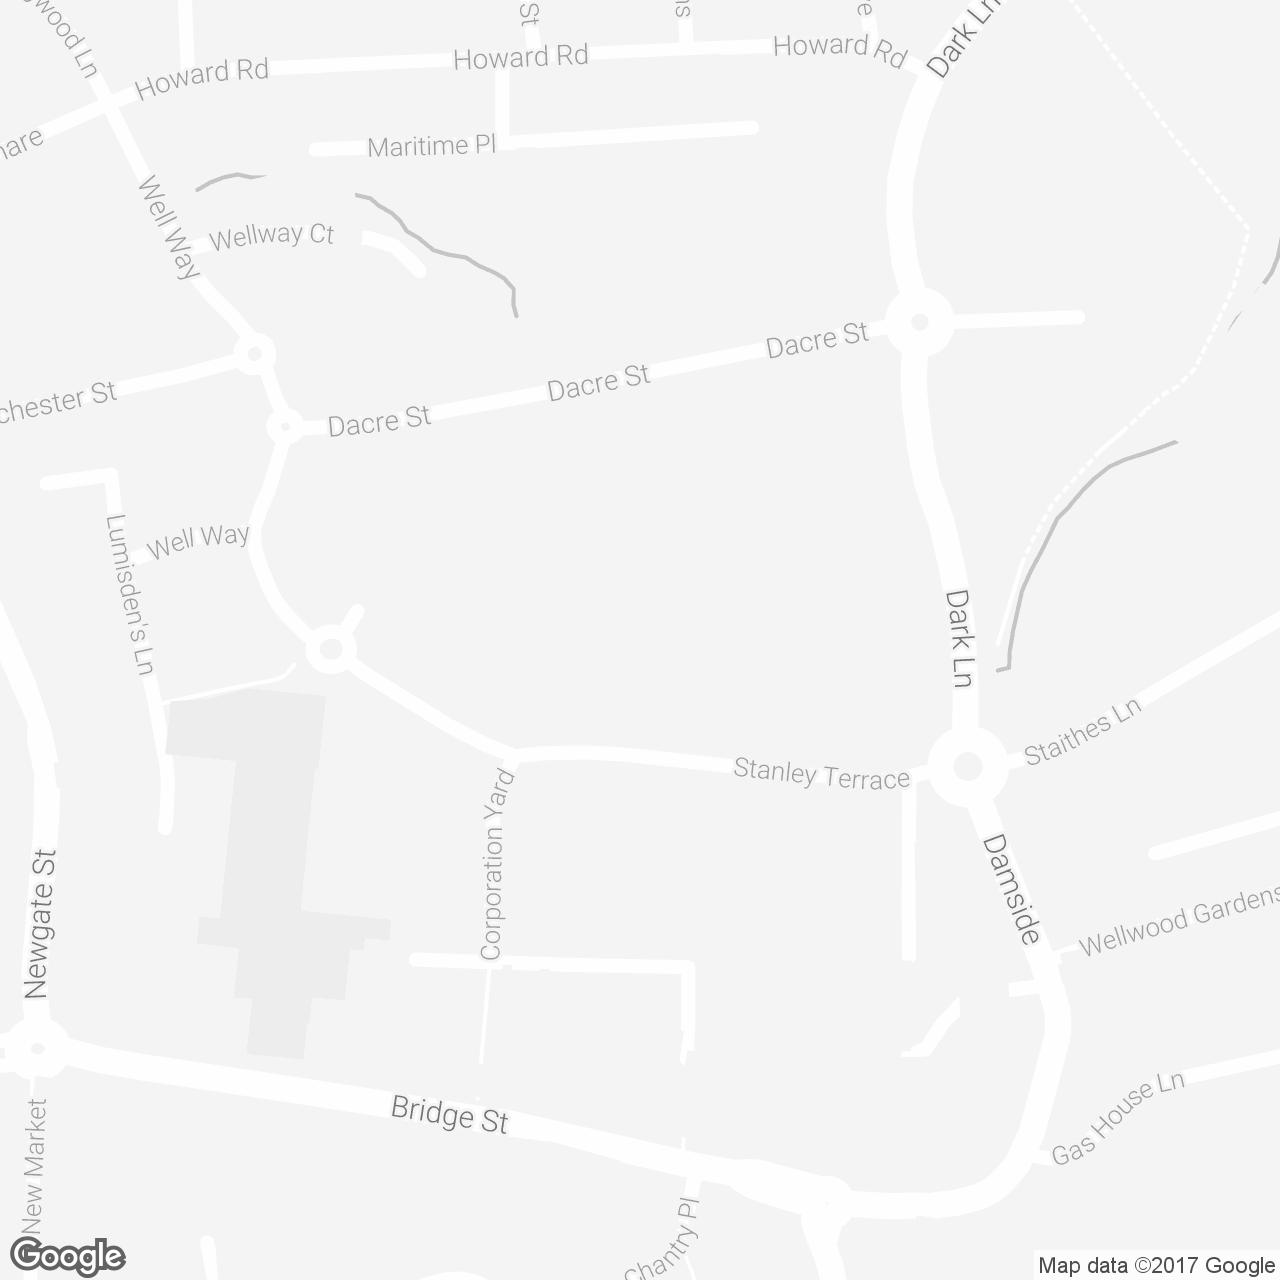 St
Dark Ln
Howard Rd
Howard Rd
Howard Rd
Maritime Pl
Well Way
Wellway Ct
Dacre St
Dacre St
Dacre St
chester St
Well Way
Lumisden's Ln
Dark Ln
Staithes Ln
Stanley Terrace
Corporation Yard
Damside
Newgate St
Wellwood Gardens
Bridge St
Gas House Ln
New Market
Chantry Pl
Google
Map data ©2017 Google